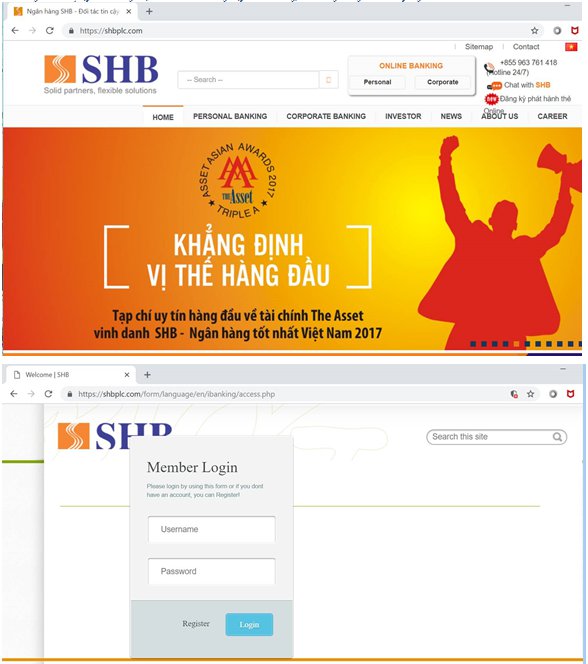 Ngân hàng SHB - Đối tác tin cậy
https://shbplc.com
Sitemap | Contact
SHB
Solid partners, flexible solutions
-- Search --
ONLINE BANKING
Personal
Corporate
+855 963 761 418
(Hotline 24/7)
Chat with SHB
Đăng ký phát hành thẻ
Online
HOME
PERSONAL BANKING
CORPORATE BANKING
INVESTOR
NEWS
ABOUT US
CAREER
ASSET ASIAN AWARDS 2017
AAA
The Asset
TRIPLE A
KHẲNG ĐỊNH
VỊ THẾ HÀNG ĐẦU
Tạp chí uy tín hàng đầu về tài chính The Asset
vinh danh SHB - Ngân hàng tốt nhất Việt Nam 2017
Welcome | SHB
https://shbplc.com/form/language/en/ibanking/access.php
SHB
Search this site
Member Login
Please login by using this form or if you dont
have an account, you can Register!
Username
Password
Register
Login